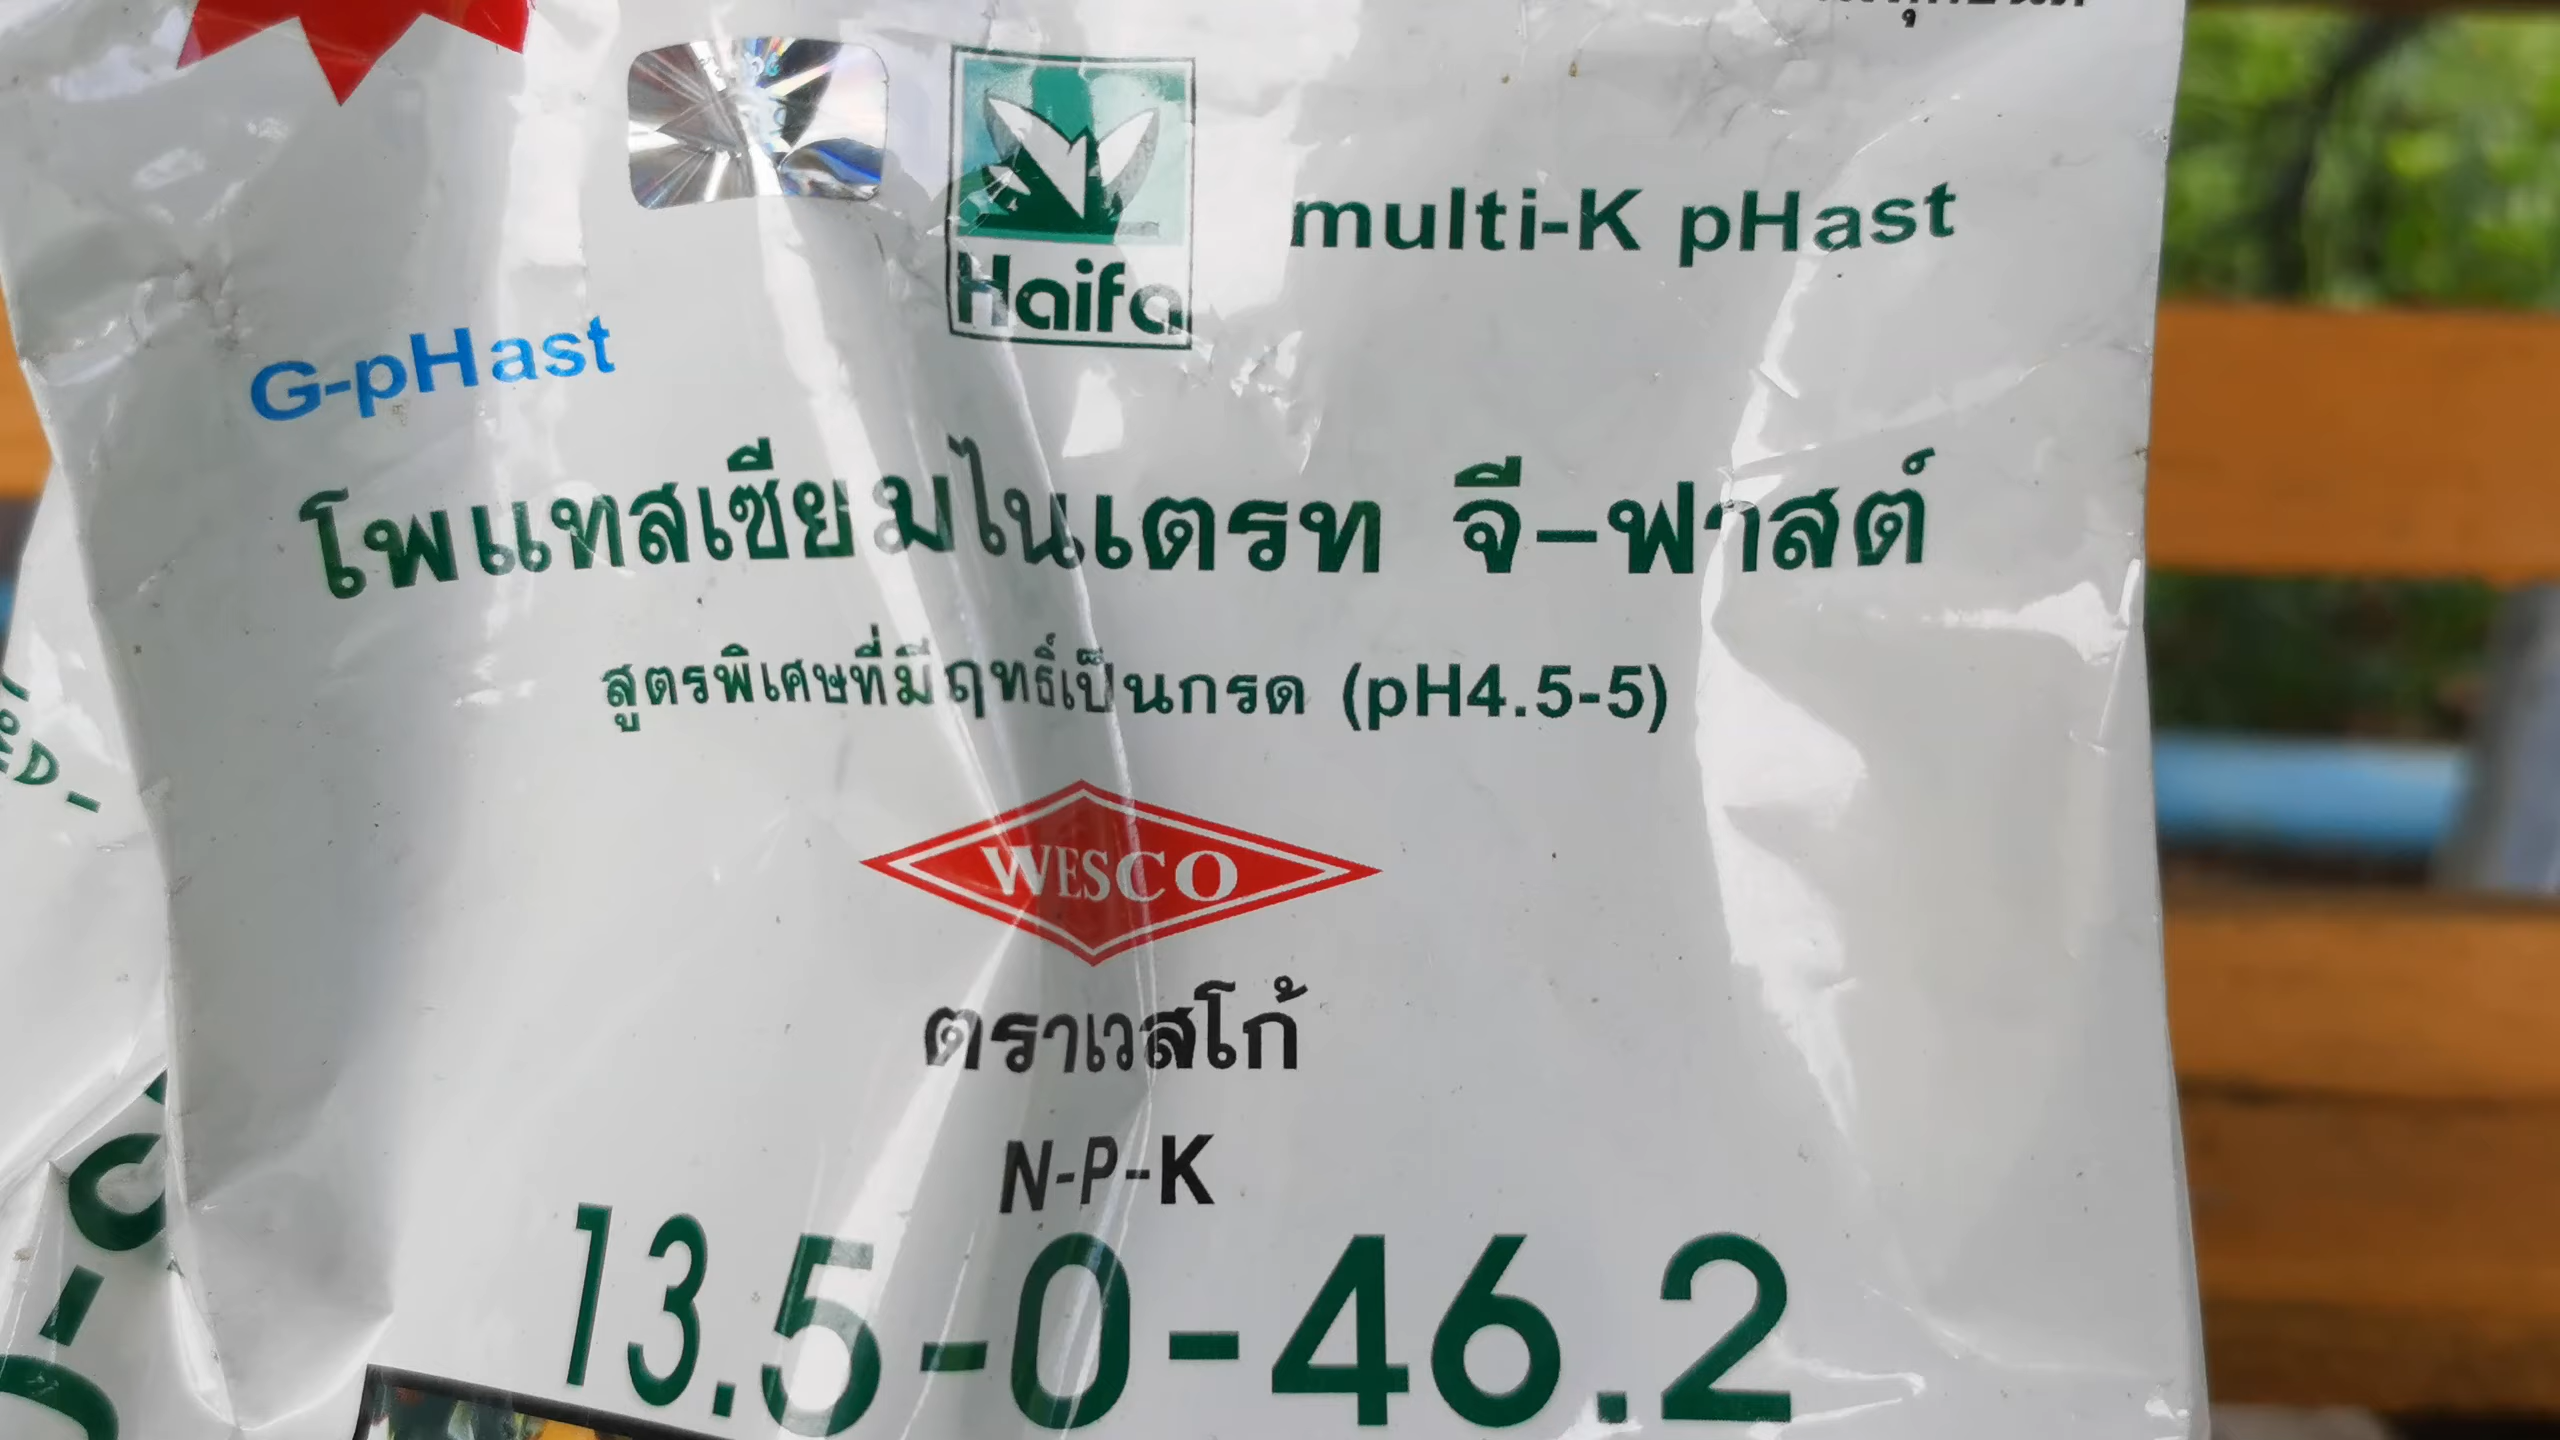 Haifa
multi-K pHast
G-pHast
โพแทสเซียมไนเตรท จี-ฟาสต์
สูตรพิเศษที่มีฤทธิ์เป็นกรด (pH4.5-5)
WESCO
ตราเวสโก้
N-P-K
13.5-0-46.2